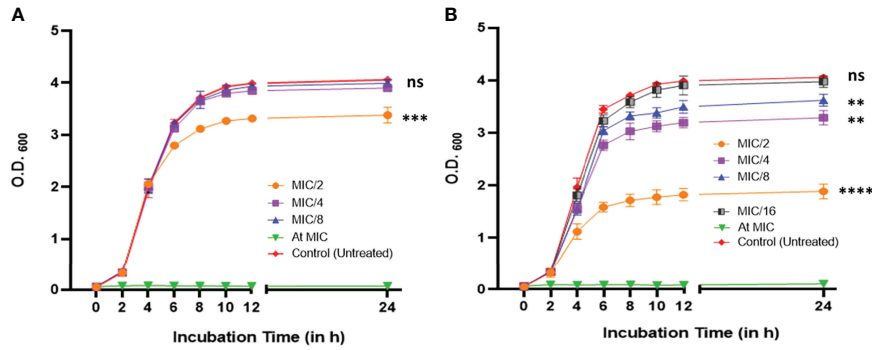 A
5
4
3
2
1
0
O.D. 600
0 2 4 6 8 10 12 24
Incubation Time (in h)
ns
***
MIC/2
MIC/4
MIC/8
At MIC
Control (Untreated)
B
5
4
3
2
1
0
O.D. 600
0 2 4 6 8 10 12 24
Incubation Time (in h)
ns
**
**
****
MIC/2
MIC/4
MIC/8
MIC/16
At MIC
Control (Untreated)